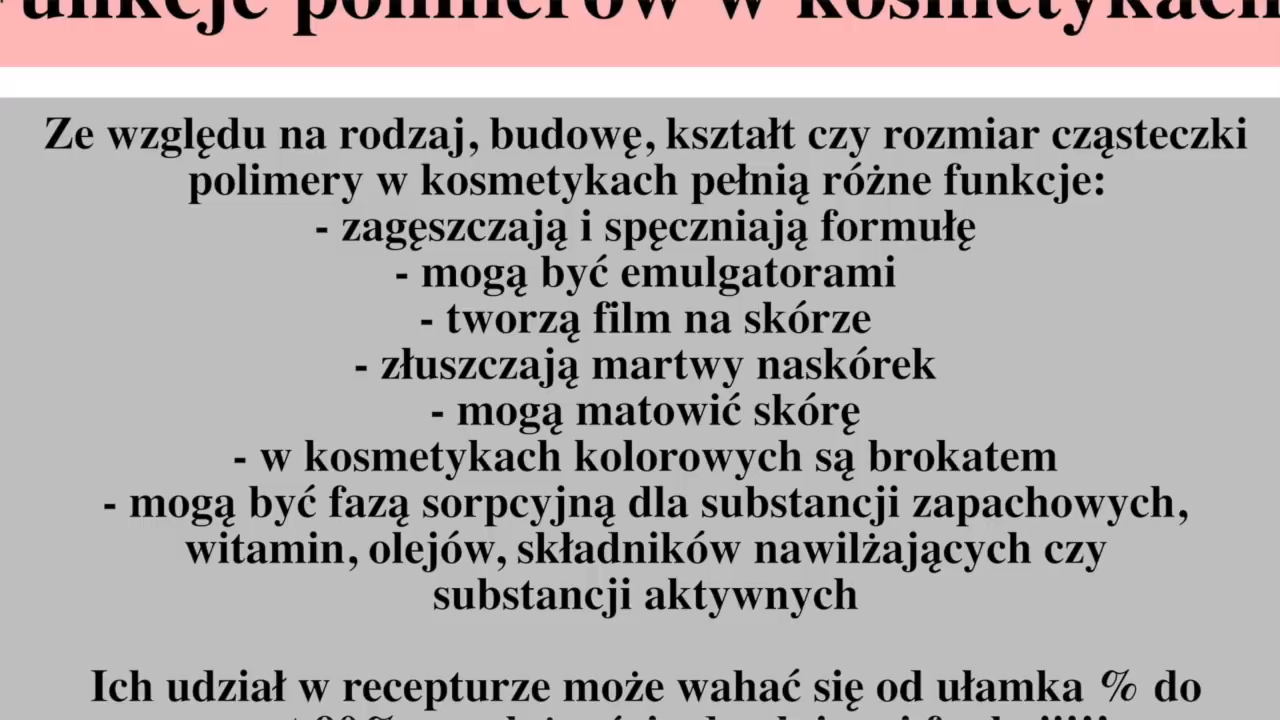 Funkcje polimerów w kosmetykach
Ze względu na rodzaj, budowę, kształt czy rozmiar cząsteczki
polimery w kosmetykach pełnią różne funkcje:
- zagęszczają i spęczniają formułę
- mogą być emulgatorami
- tworzą film na skórze
- złuszczają martwy naskórek
- mogą matowić skórę
- w kosmetykach kolorowych są brokatem
- mogą być fazą sorpcyjną dla substancji zapachowych,
witamin, olejów, składników nawilżających czy
substancji aktywnych
Ich udział w recepturze może wahać się od ułamka % do